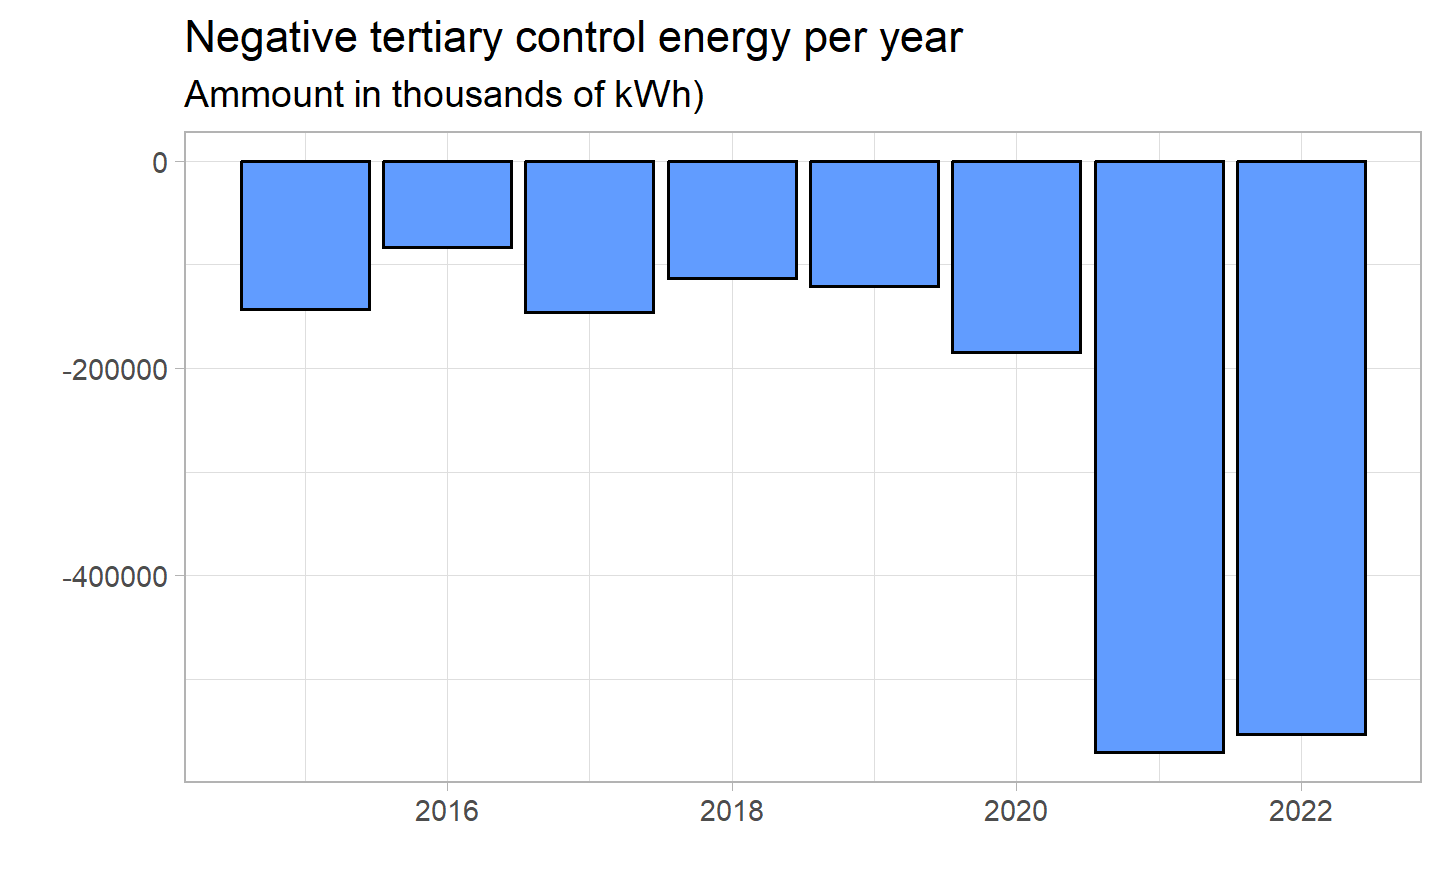 Negative tertiary control energy per year
Ammount in thousands of kWh)
0
-200000
-400000
2016 2018 2020 2022